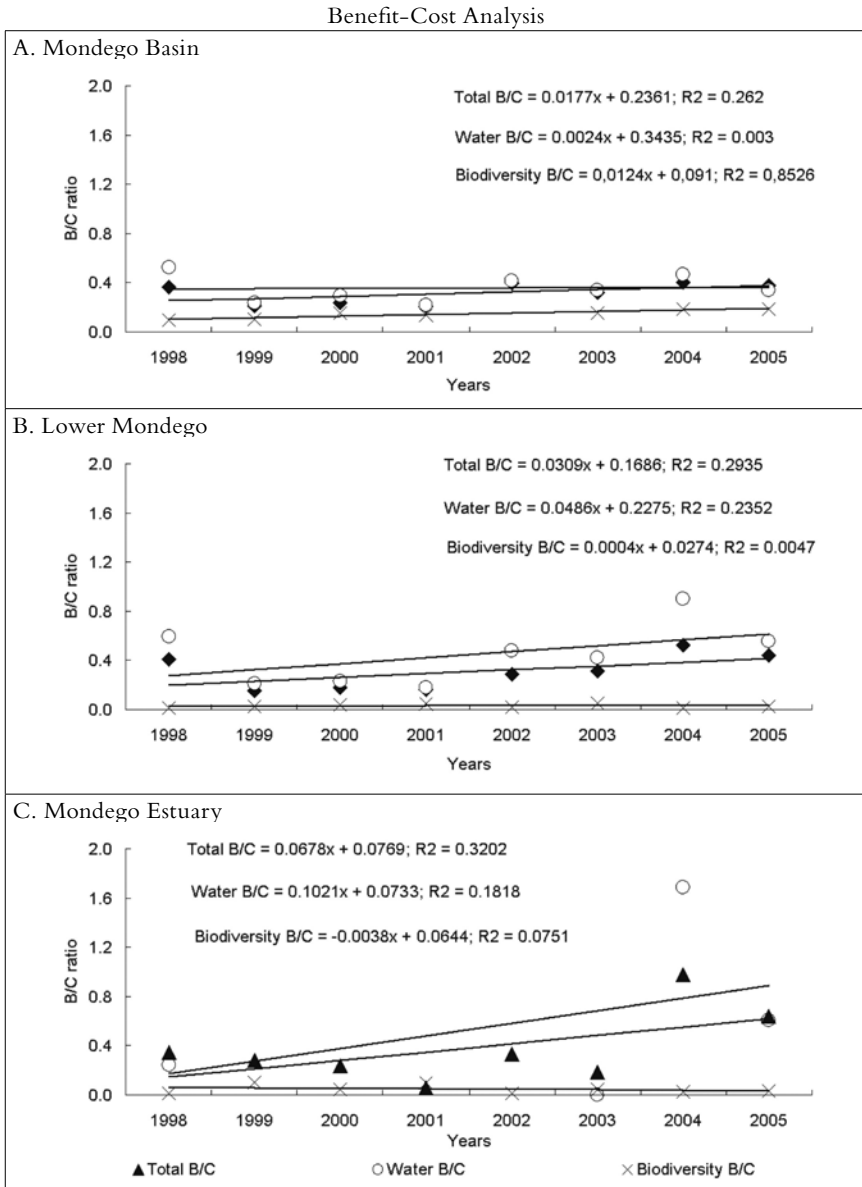 Benefit-Cost Analysis
A. Mondego Basin
Total B/C = 0.0177x + 0.2361; R2 = 0.262
Water B/C = 0.0024x + 0.3435; R2 = 0.003
Biodiversity B/C = 0,0124x + 0,091; R2 = 0,8526
B/C ratio
2.0
1.6
1.2
0.8
0.4
0.0
1998 1999 2000 2001 2002 2003 2004 2005
Years
B. Lower Mondego
Total B/C = 0.0309x + 0.1686; R2 = 0.2935
Water B/C = 0.0486x + 0.2275; R2 = 0.2352
Biodiversity B/C = 0.0004x + 0.0274; R2 = 0.0047
B/C ratio
2.0
1.6
1.2
0.8
0.4
0.0
1998 1999 2000 2001 2002 2003 2004 2005
Years
C. Mondego Estuary
Total B/C = 0.0678x + 0.0769; R2 = 0.3202
Water B/C = 0.1021x + 0.0733; R2 = 0.1818
Biodiversity B/C = -0.0038x + 0.0644; R2 = 0.0751
B/C ratio
2.0
1.6
1.2
0.8
0.4
0.0
1998 1999 2000 2001 2002 2003 2004 2005
Years
Total B/C Water B/C Biodiversity B/C